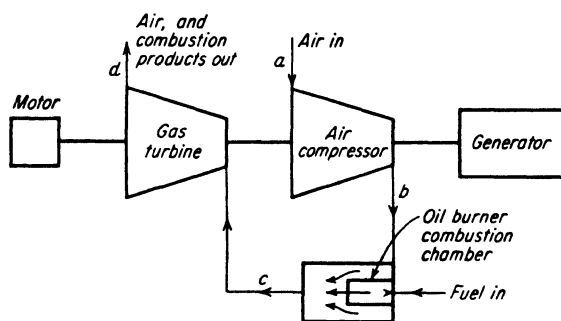 Air, and
combustion
products out
d
Air in
a
Motor
Gas
turbine
Air
compressor
Generator
b
Oil burner
combustion
chamber
c
Fuel in